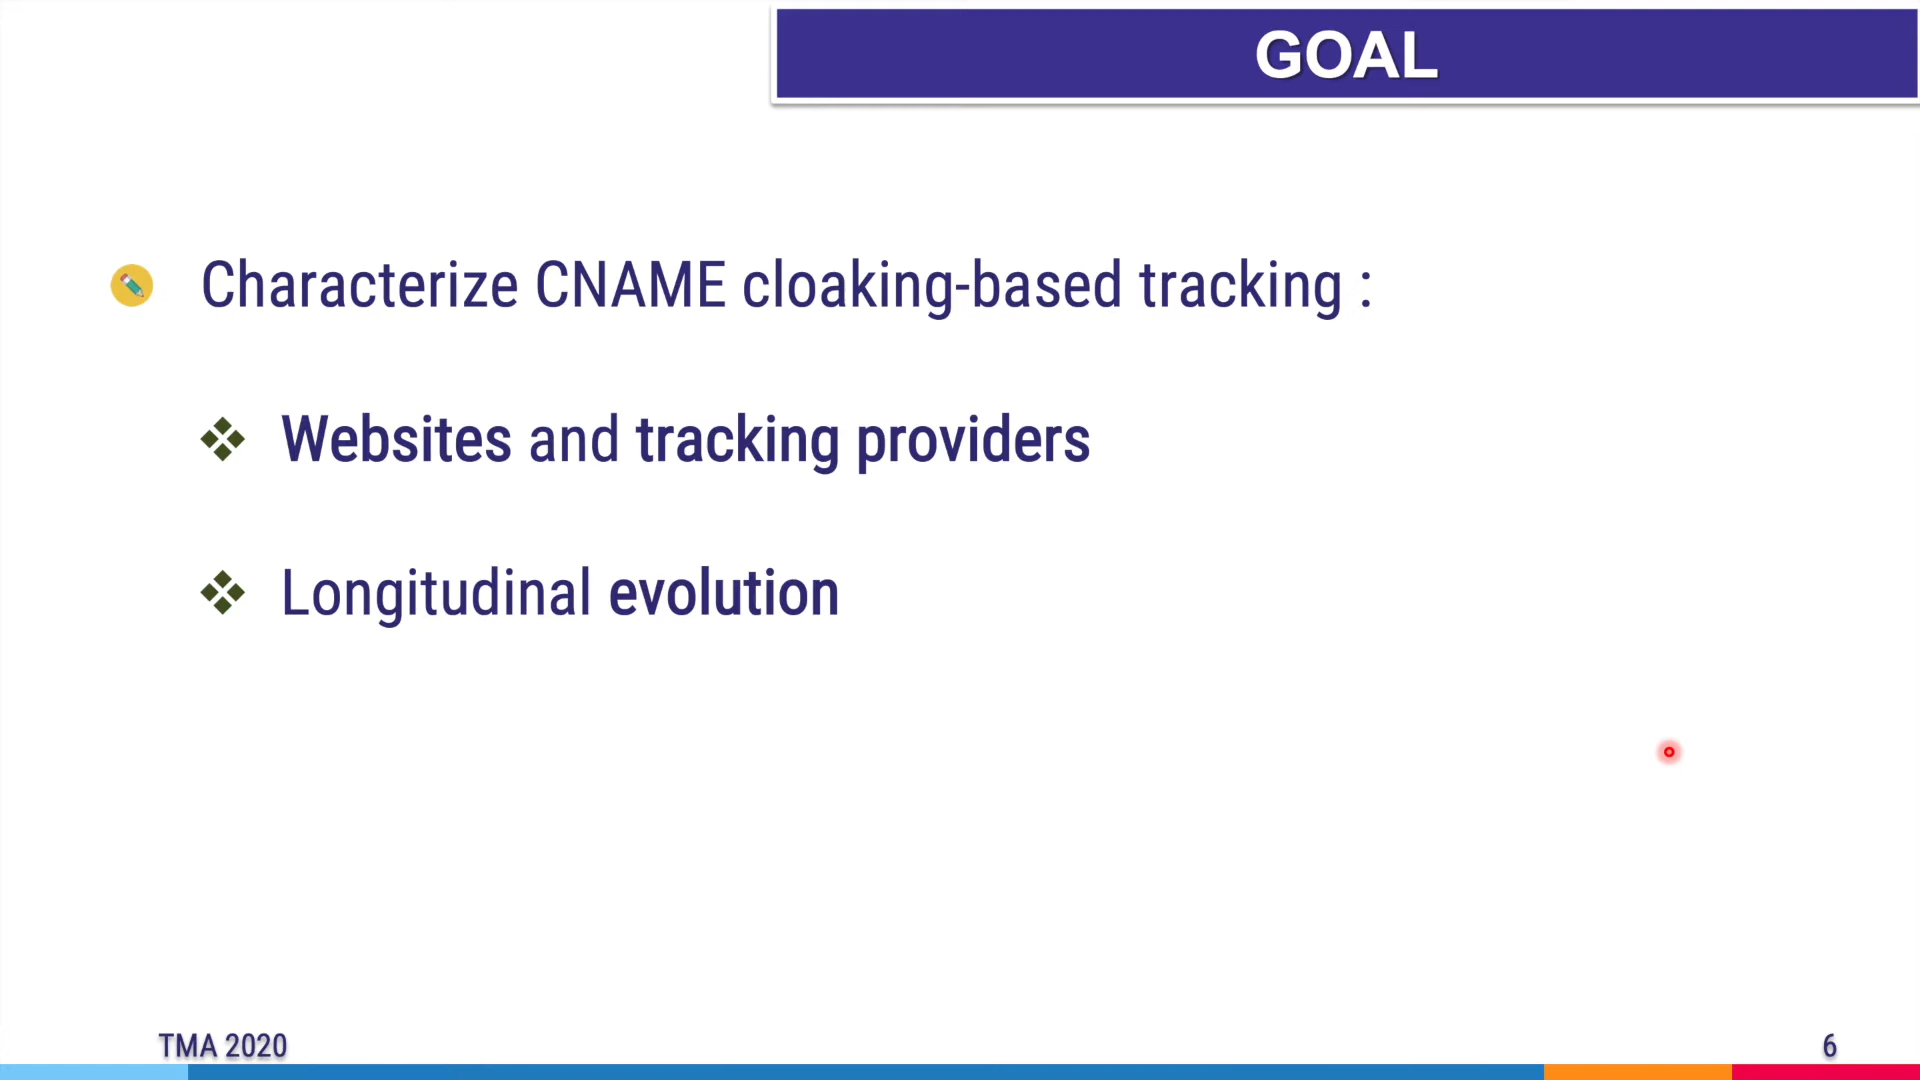 GOAL
Characterize CNAME cloaking-based tracking :
Websites and tracking providers
Longitudinal evolution
TMA 2020
6